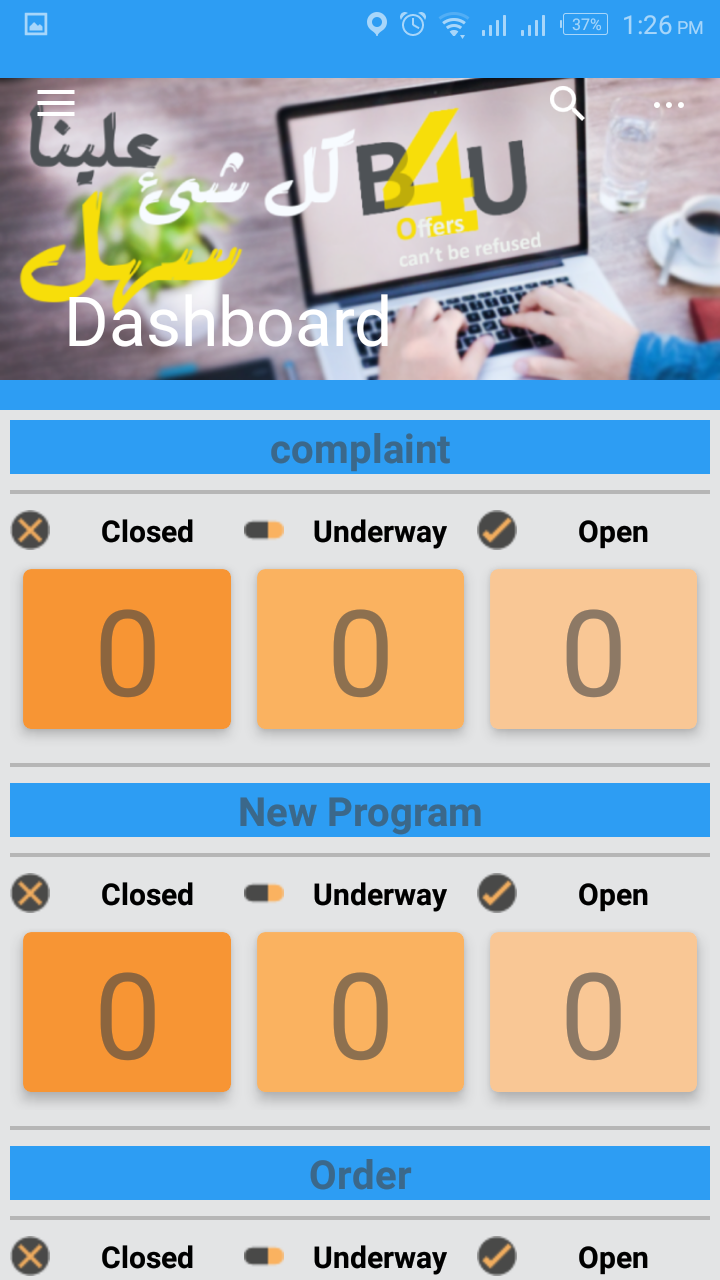 37% 1:26 PM
علينا
كل شئ
سهل
B4U
Offers
can't be refused
Dashboard
complaint
Closed Underway Open
0 0 0
New Program
Closed Underway Open
0 0 0
Order
Closed Underway Open